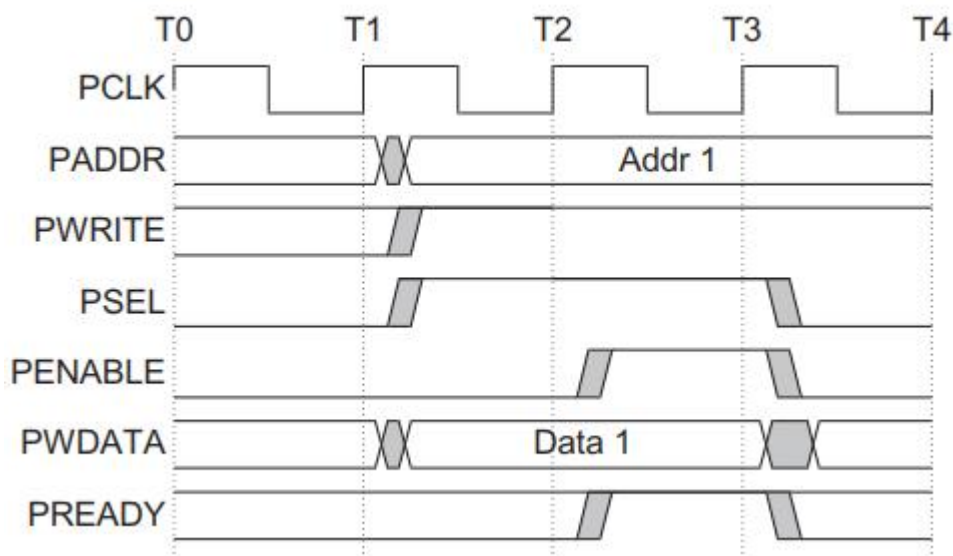 T0 T1 T2 T3 T4
PCLK
PADDR Addr 1
PWRITE
PSEL
PENABLE
PWDATA Data 1
PREADY